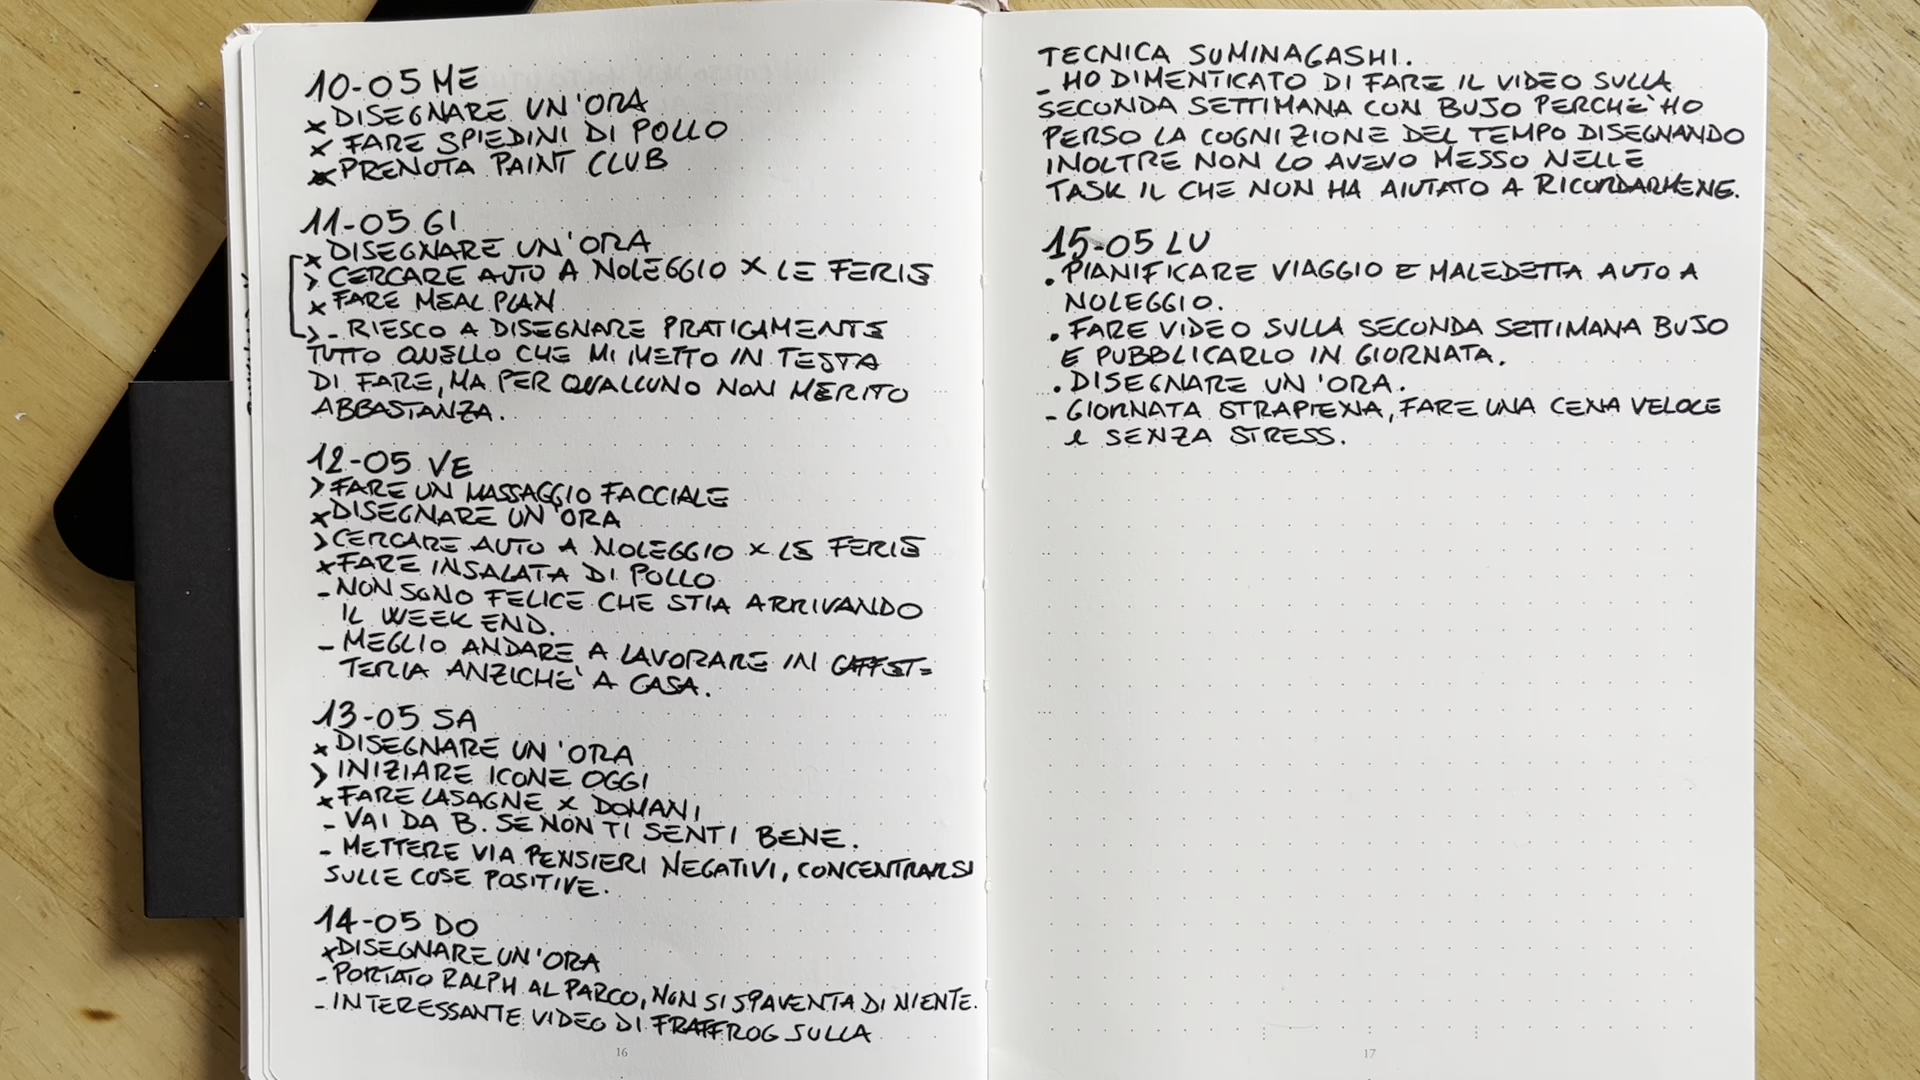 10-05 ME
× DISEGNARE UN'ORA
× FARE SPIEDINI DI POLLO
× PRENOTA PAINT CLUB
11-05 GI
× DISEGNARE UN'ORA
> CERCARE AUTO A NOLEGGIO X LE FERIE
× FARE MEAL PLAN
> - RIESCO A DISEGNARE PRATICAMENTE
TUTTO QUELLO CHE MI METTO IN TESTA
DI FARE, MA PER QUALCUNO NON MERITO
ABBASTANZA.
12-05 VE
> FARE UN MASSAGGIO FACCIALE
× DISEGNARE UN'ORA
> CERCARE AUTO A NOLEGGIO X LE FERIE
× FARE INSALATA DI POLLO
- NON SONO FELICE CHE STIA ARRIVANDO
IL WEEK END.
- MEGLIO ANDARE A LAVORARE IN CAFFET=
TERIA ANZICHE' A CASA.
13-05 SA
× DISEGNARE UN'ORA
> INIZIARE ICONE OGGI
× FARE LASAGNE X DOMANI
- VAI DA B. SE NON TI SENTI BENE.
- METTERE VIA PENSIERI NEGATIVI, CONCENTRARSI
SULLE COSE POSITIVE.
14-05 DO
× DISEGNARE UN'ORA
- PORTATO RALPH AL PARCO, NON SI SPAVENTA DI NIENTE.
- INTERESSANTE VIDEO DI FRAFFROG SULLA
16
TECNICA SUMINAGASHI.
- HO DIMENTICATO DI FARE IL VIDEO SULLA
SECONDA SETTIMANA CON BUJO PERCHE' HO
PERSO LA COGNIZIONE DEL TEMPO DISEGNANDO
INOLTRE NON LO AVEVO MESSO NELLE
TASK IL CHE NON HA AIUTATO A RICORDARMENE.
15-05 LU
. PIANIFICARE VIAGGIO E MALEDETTA AUTO A
NOLEGGIO.
. FARE VIDEO SULLA SECONDA SETTIMANA BUJO
E PUBBLICARLO IN GIORNATA.
. DISEGNARE UN'ORA.
- GIORNATA STRAPIENA, FARE UNA CENA VELOCE
e SENZA STRESS.
17